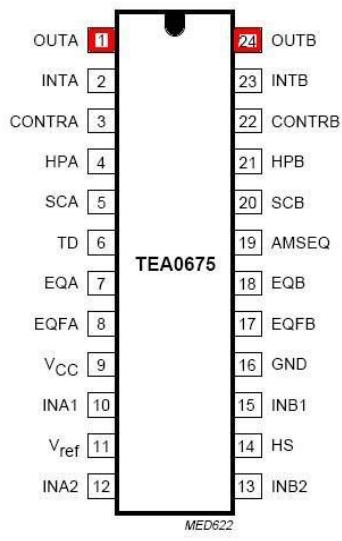 OUTA 1 24 OUTB
INTA 2 23 INTB
CONTRA 3 22 CONTRB
HPA 4 21 HPB
SCA 5 20 SCB
TD 6 19 AMSEQ
TEA0675
EQA 7 18 EQB
EQFA 8 17 EQFB
VCC 9 16 GND
INA1 10 15 INB1
Vref 11 14 HS
INA2 12 13 INB2
MED622